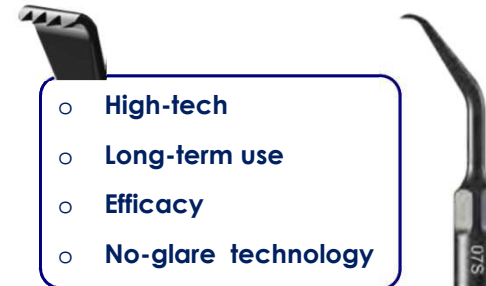 o High-tech
o Long-term use
o Efficacy
o No-glare technology
07S